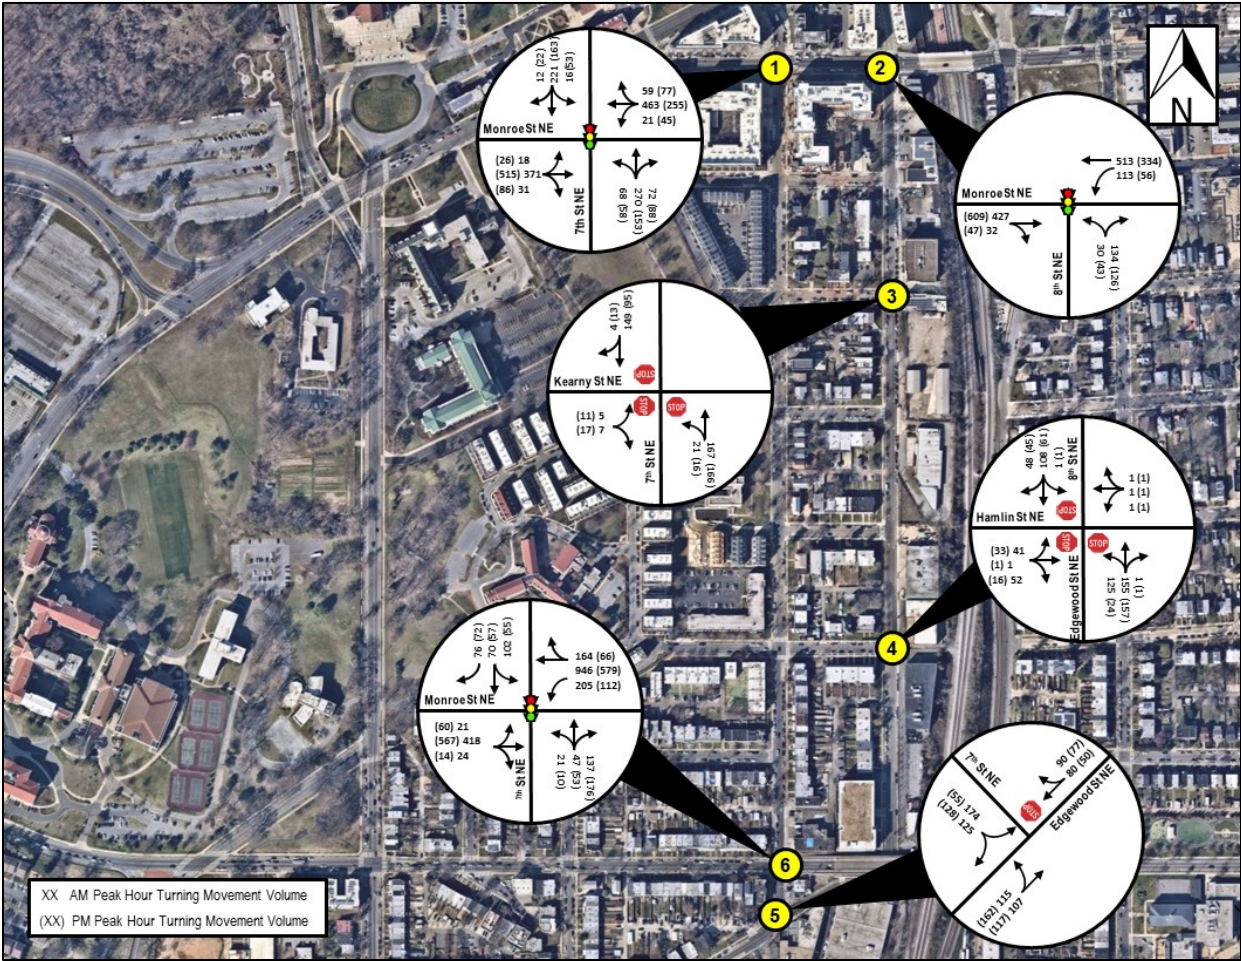 1
2
3
4
5
6
N
12 (22)
221 (163)
16(53)
59 (77)
463 (255)
21 (45)
Monroe St NE
(26) 18
(515) 371
(86) 31
7th St NE
68 (58)
270 (153)
72 (88)
513 (334)
113 (56)
Monroe St NE
(609) 427
(47) 32
8th St NE
30 (43)
134 (126)
4 (13)
149 (95)
Kearny St NE
STOP
(11) 5
(17) 7
STOP
STOP
7th St NE
21 (16)
167 (166)
48 (45)
108 (61)
1 (1)
8th St NE
1 (1)
1 (1)
1 (1)
Hamlin St NE
STOP
(33) 41
(1) 1
(16) 52
STOP
STOP
Edgewood St NE
125 (24)
155 (157)
1 (1)
76 (72)
70 (57)
102 (55)
164 (66)
946 (579)
205 (112)
Monroe St NE
(60) 21
(567) 418
(14) 24
7th St NE
21 (10)
47 (53)
137 (176)
7th St NE
90 (77)
80 (50)
STOP
Edgewood St NE
(55) 174
(128) 125
(162) 115
(117) 107
XX AM Peak Hour Turning Movement Volume
(XX) PM Peak Hour Turning Movement Volume